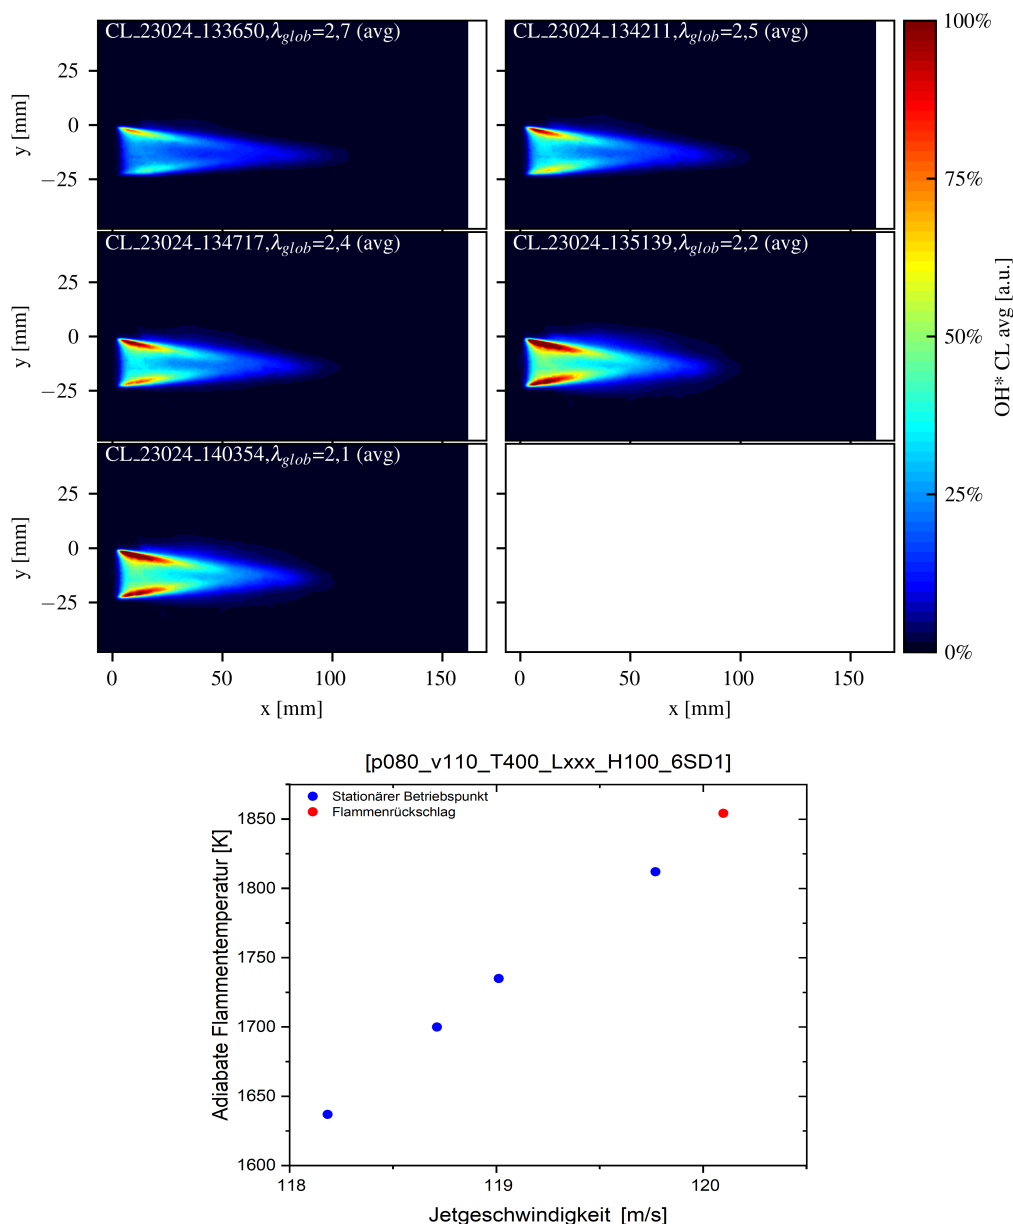 CL_23024_133650,λglob=2,7 (avg)
CL_23024_134211,λglob=2,5 (avg)
100%
25
0
−25
y [mm]
75%
CL_23024_134717,λglob=2,4 (avg)
CL_23024_135139,λglob=2,2 (avg)
25
0
−25
y [mm]
50%
OH* CL avg [a.u.]
CL_23024_140354,λglob=2,1 (avg)
25
0
−25
y [mm]
25%
0%
0 50 100 150
0 50 100 150
x [mm]
x [mm]
[p080_v110_T400_Lxxx_H100_6SD1]
Stationärer Betriebspunkt
Flammenrückschlag
1850
1800
1750
1700
1650
1600
Adiabate Flammentemperatur [K]
118 119 120
Jetgeschwindigkeit [m/s]